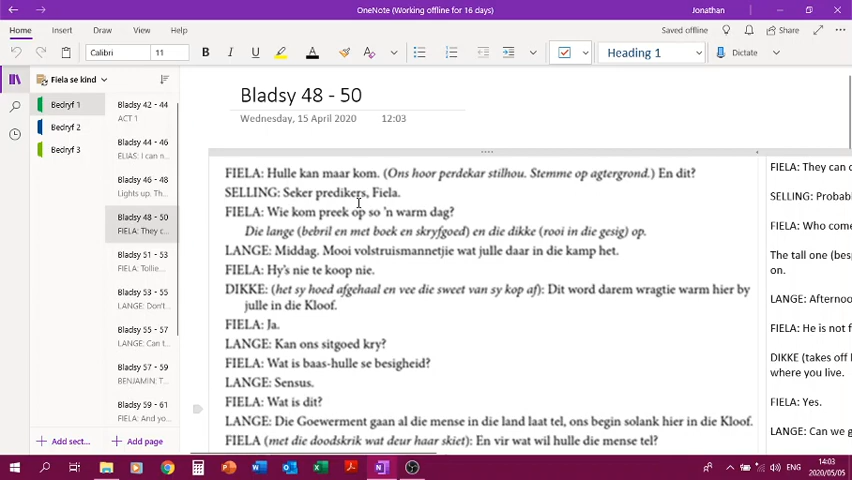 OneNote (Working offline for 16 days)
Jonathan
Home Insert Draw View Help
Saved offline Share
Calibri 11 B I U A Heading 1 Dictate
Fiela se kind
Bedryf 1
Bedryf 2
Bedryf 3
Add sect...
Bladsy 42 - 44
ACT 1
Bladsy 44 - 46
ELIAS: I can n
Bladsy 46 - 48
Lights up. Th
Bladsy 48 - 50
FIELA: They c
Bladsy 51 - 53
FIELA: Tollie...
Bladsy 53 - 55
LANGE: Don't
Bladsy 55 - 57
LANGE: Can t
Bladsy 57 - 59
BENJAMIN: T
Bladsy 59 - 61
FIELA: And yo
Add page
Bladsy 48 - 50
Wednesday, 15 April 2020 12:03
FIELA: Hulle kan maar kom. (Ons hoor perdekar stilhou. Stemme op agtergrond.) En dit?
SELLING: Seker predikers, Fiela.
FIELA: Wie kom preek op so 'n warm dag?
Die lange (bebril en met boek en skryfgoed) en die dikke (rooi in die gesig) op.
LANGE: Middag. Mooi volstruismannetjie wat julle daar in die kamp het.
FIELA: Hy's nie te koop nie.
DIKKE: (het sy hoed afgehaal en vee die sweet van sy kop af): Dit word darem wragtie warm hier by
julle in die Kloof.
FIELA: Ja.
LANGE: Kan ons sitgoed kry?
FIELA: Wat is baas-hulle se besigheid?
LANGE: Sensus.
FIELA: Wat is dit?
LANGE: Die Goewerment gaan al die mense in die land laat tel, ons begin solank hier in die Kloof.
FIELA (met die doodskrik wat deur haar skiet): En vir wat wil hulle die mense tel?
FIELA: They c
SELLING: Probab
FIELA: Who come
The tall one (bes
on.
LANGE: Afternoo
FIELA: He is not f
DIKKE (takes off
where you live.
FIELA: Yes.
LANGE: Can we g
ENG
14:03
2020/05/05